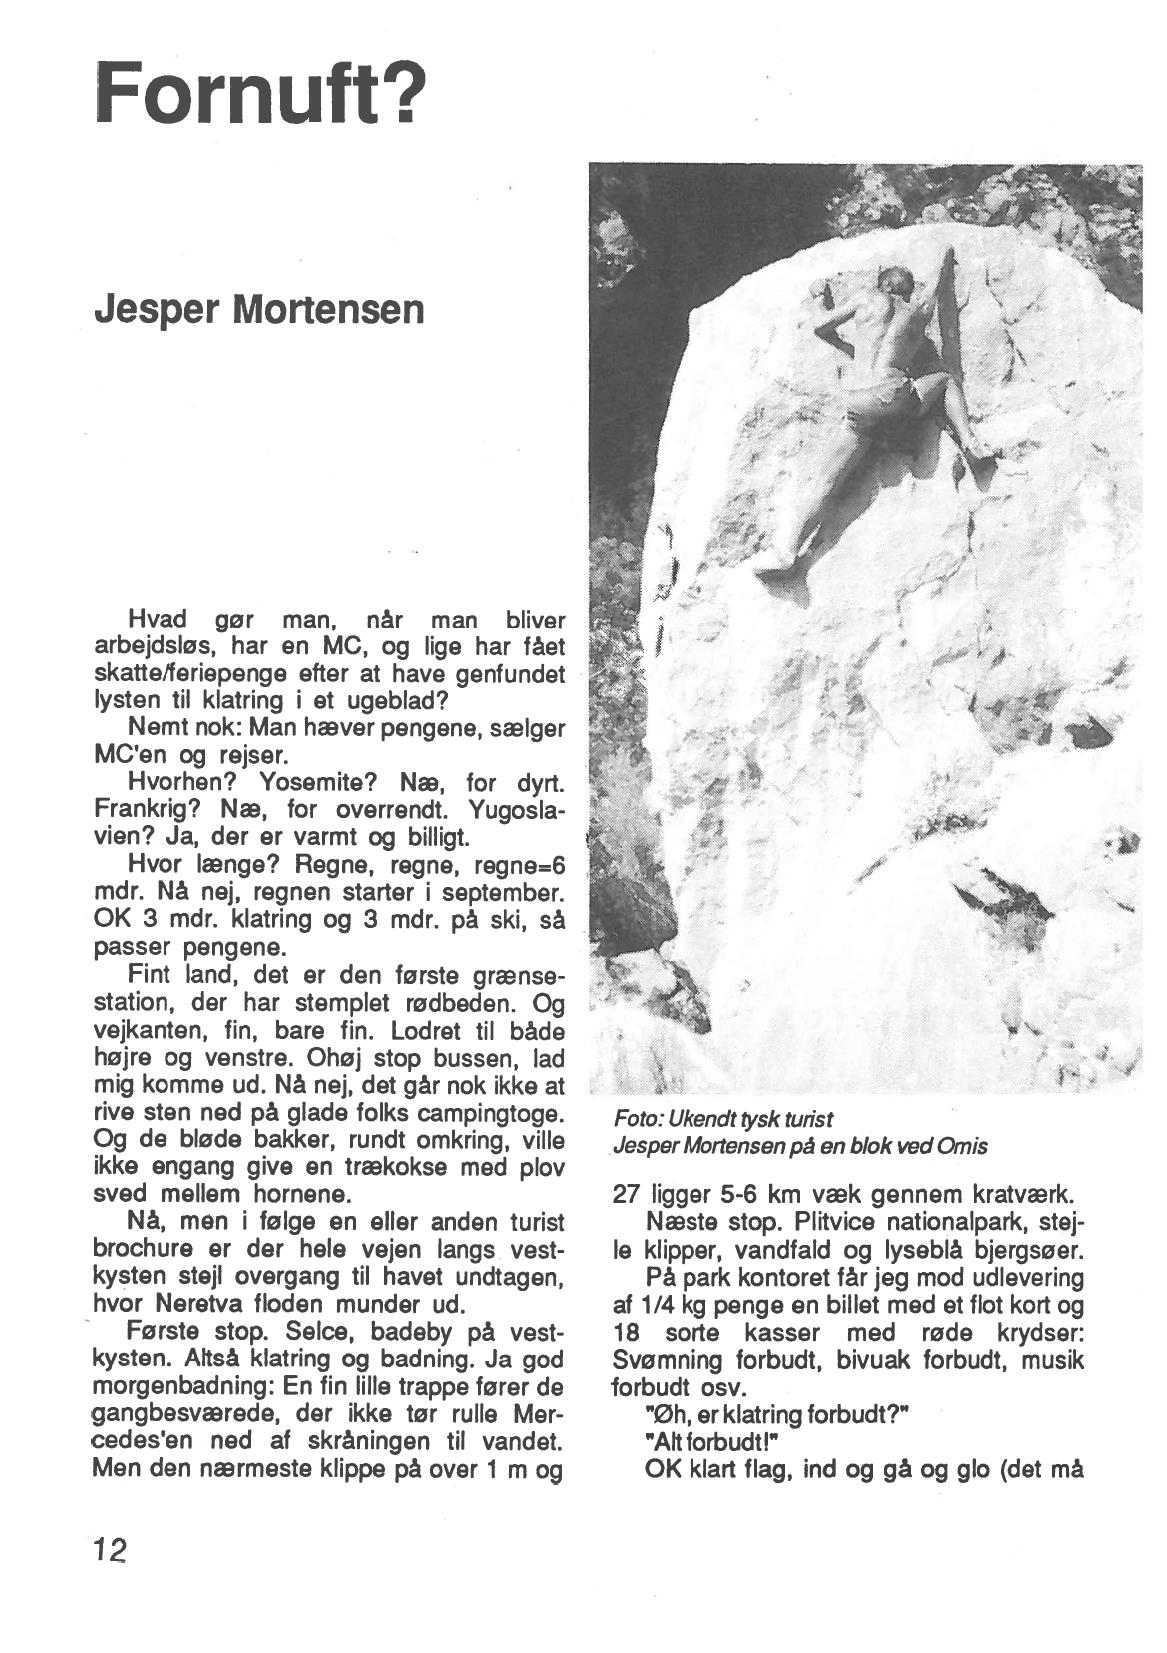 Fornuft?
Jesper Mortensen
Hvad gør man, når man bliver
arbejdsløs, har en MC, og lige har fået
skatte/feriepenge efter at have genfundet
lysten til klatring i et ugeblad?
Nemt nok: Man hæver pengene, sælger
MC'en og rejser.
Hvorhen? Yosemite? Næ, for dyrt.
Frankrig? Næ, for overrendt. Yugosla-
vien? Ja, der er varmt og billigt.
Hvor længe? Regne, regne, regne=6
mdr. Nå nej, regnen starter i september.
OK 3 mdr. klatring og 3 mdr. på ski, så
passer pengene.
Fint land, det er den første grænse-
station, der har stemplet rødbeden. Og
vejkanten, fin, bare fin. Lodret til både
højre og venstre. Ohøj stop bussen, lad
mig komme ud. Nå nej, det går nok ikke at
rive sten ned på glade folks campingtoge.
Og de bløde bakker, rundt omkring, ville
ikke engang give en trækokse med plov
sved mellem hornene.
Nå, men i følge en eller anden turist
brochure er der hele vejen langs vest-
kysten stejl overgang til havet undtagen,
hvor Neretva floden munder ud.
Første stop. Selce, badeby på vest-
kysten. Altså klatring og badning. Ja god
morgenbadning: En fin lille trappe fører de
gangbesværede, der ikke tør rulle Mer-
cedes'en ned af skråningen til vandet.
Men den nærmeste klippe på over 1 m og
Foto: Ukendt tysk turist
Jesper Mortensen på en blok ved Omis
27 ligger 5-6 km væk gennem kratværk.
Næste stop. Plitvice nationalpark, stej-
le klipper, vandfald og lyseblå bjergsøer.
På park kontoret får jeg mod udlevering
af 1/4 kg penge en billet med et flot kort og
18 sorte kasser med røde krydser:
Svømning forbudt, bivuak forbudt, musik
forbudt osv.
"Øh, er klatring forbudt?"
"Alt forbudt!"
OK klart flag, ind og gå og glo (det må
12